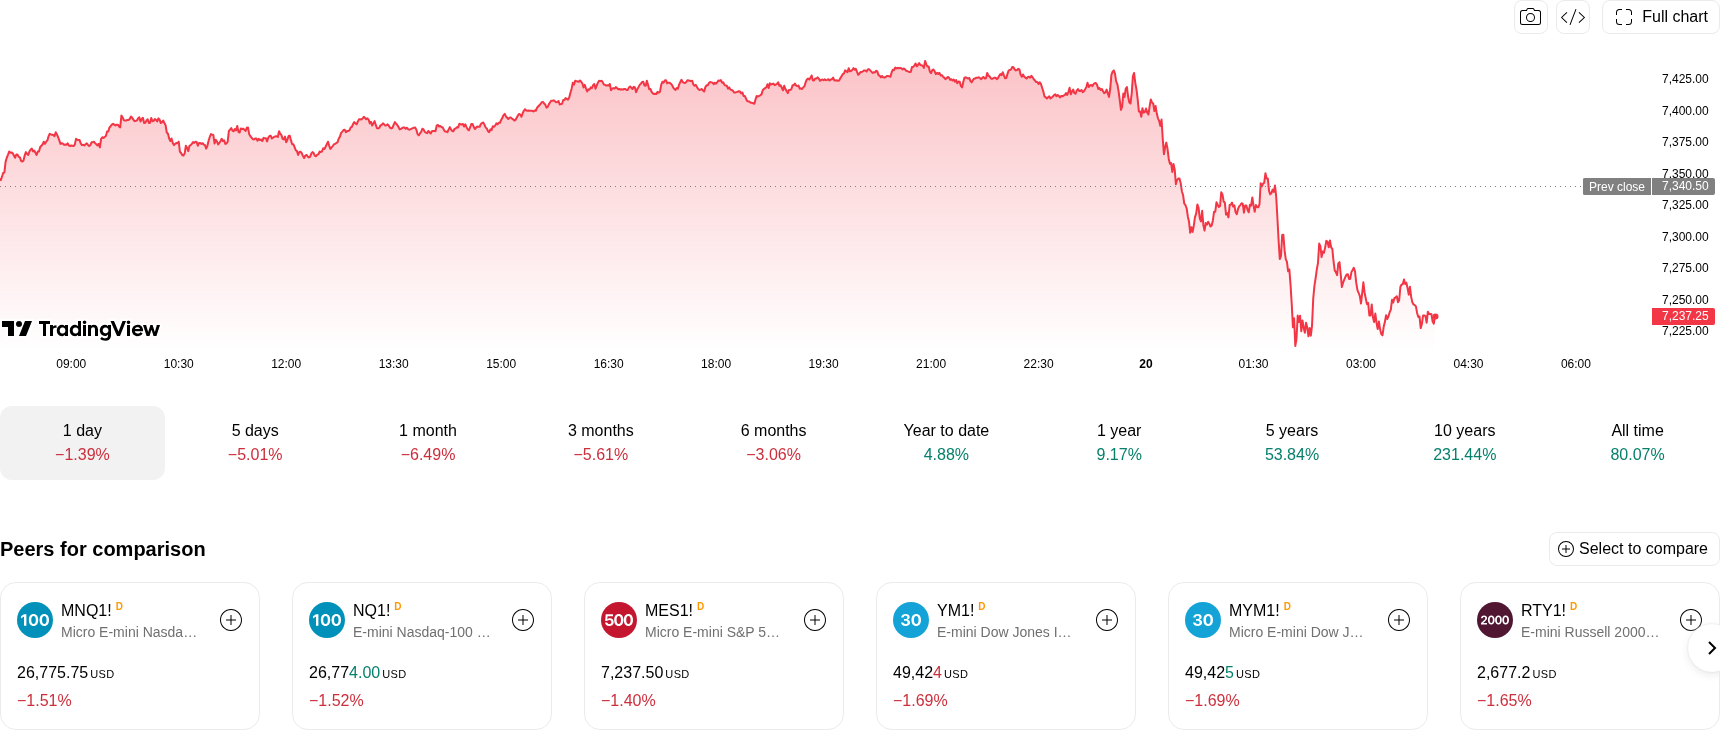 Full chart
7,425.00
7,400.00
7,375.00
7,350.00
Prev close 7,340.50
7,325.00
7,300.00
7,275.00
7,250.00
7,237.25
7,225.00
TradingView
09:00 10:30 12:00 13:30 15:00 16:30 18:00 19:30 21:00 22:30 20 01:30 03:00 04:30 06:00
1 day 5 days 1 month 3 months 6 months Year to date 1 year 5 years 10 years All time
−1.39% −5.01% −6.49% −5.61% −3.06% 4.88% 9.17% 53.84% 231.44% 80.07%
Peers for comparison
Select to compare
100 MNQ1! D
Micro E-mini Nasda…
26,775.75 USD
−1.51%
100 NQ1! D
E-mini Nasdaq-100 …
26,774.00 USD
−1.52%
500 MES1! D
Micro E-mini S&P 5…
7,237.50 USD
−1.40%
30 YM1! D
E-mini Dow Jones I…
49,424 USD
−1.69%
30 MYM1! D
Micro E-mini Dow J…
49,425 USD
−1.69%
2000 RTY1! D
E-mini Russell 2000…
2,677.2 USD
−1.65%